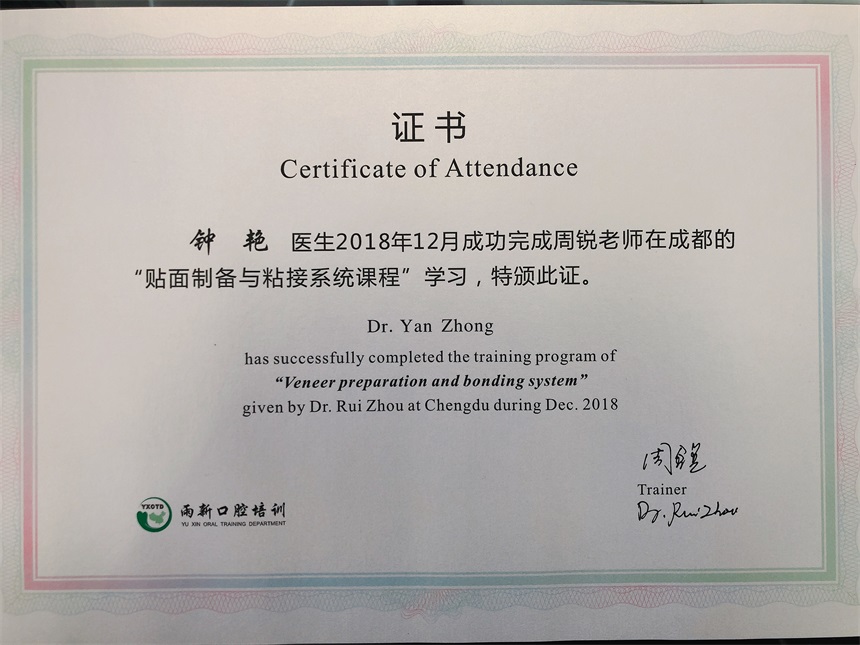 证书
Certificate of Attendance
钟 艳 医生2018年12月成功完成周锐老师在成都的
“贴面制备与粘接系统课程”学习，特颁此证。
Dr. Yan Zhong
has successfully completed the training program of
“Veneer preparation and bonding system”
given by Dr. Rui Zhou at Chengdu during Dec. 2018
周锐
Trainer
Dr. Rui Zhou
YXOTD
雨新口腔培训
YU XIN ORAL TRAINING DEPARTMENT